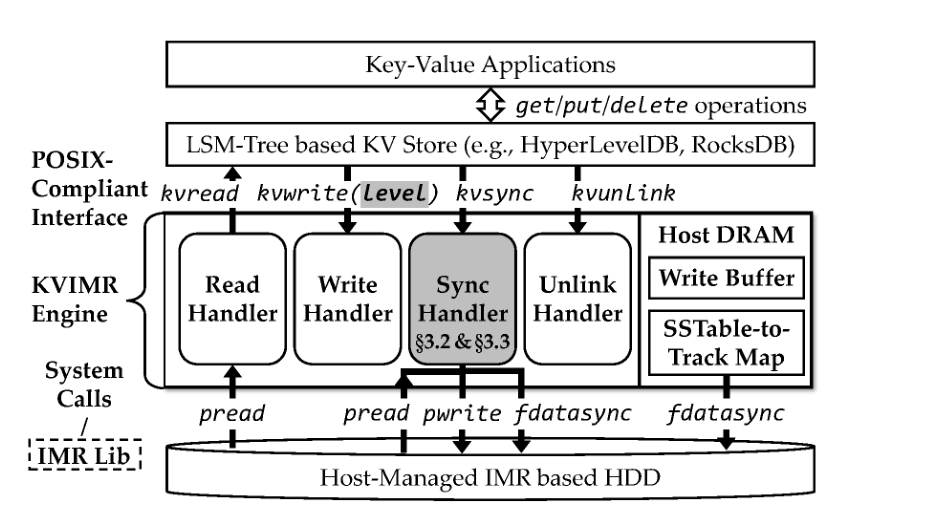 Key-Value Applications
get/put/delete operations
LSM-Tree based KV Store (e.g., HyperLevelDB, RocksDB)
POSIX-
Compliant
Interface
kvread kvwrite(level) kvsync kvunlink
KVIMR
Engine
Read
Handler
Write
Handler
Sync
Handler
§3.2 & §3.3
Unlink
Handler
Host DRAM
Write Buffer
SSTable-to-
Track Map
System
Calls
/
IMR Lib
pread pread pwrite fdatasync fdatasync
Host-Managed IMR based HDD